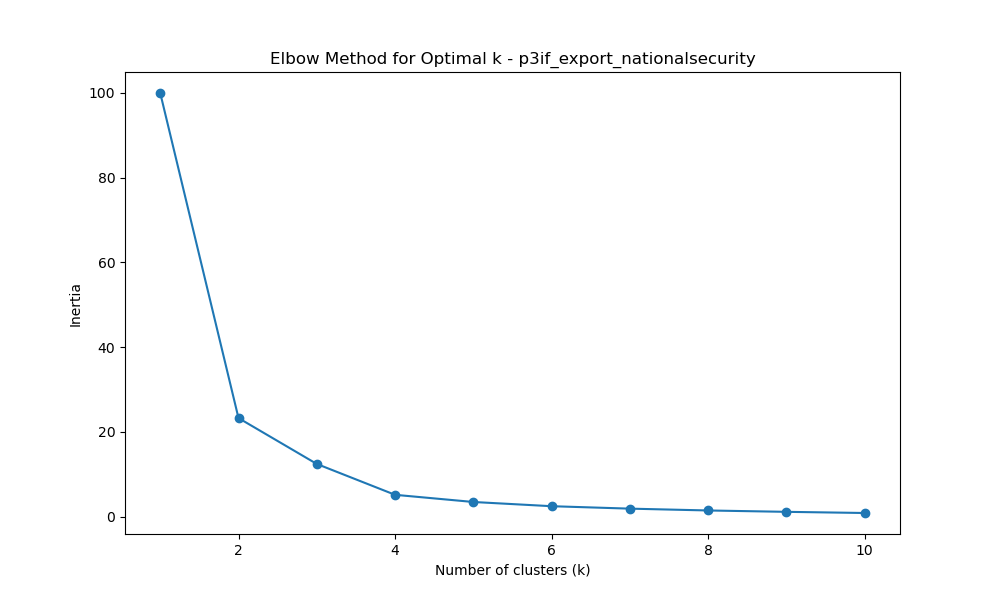 Elbow Method for Optimal k - p3if_export_nationalsecurity
100
80
60
40
20
0
Inertia
2 4 6 8 10
Number of clusters (k)